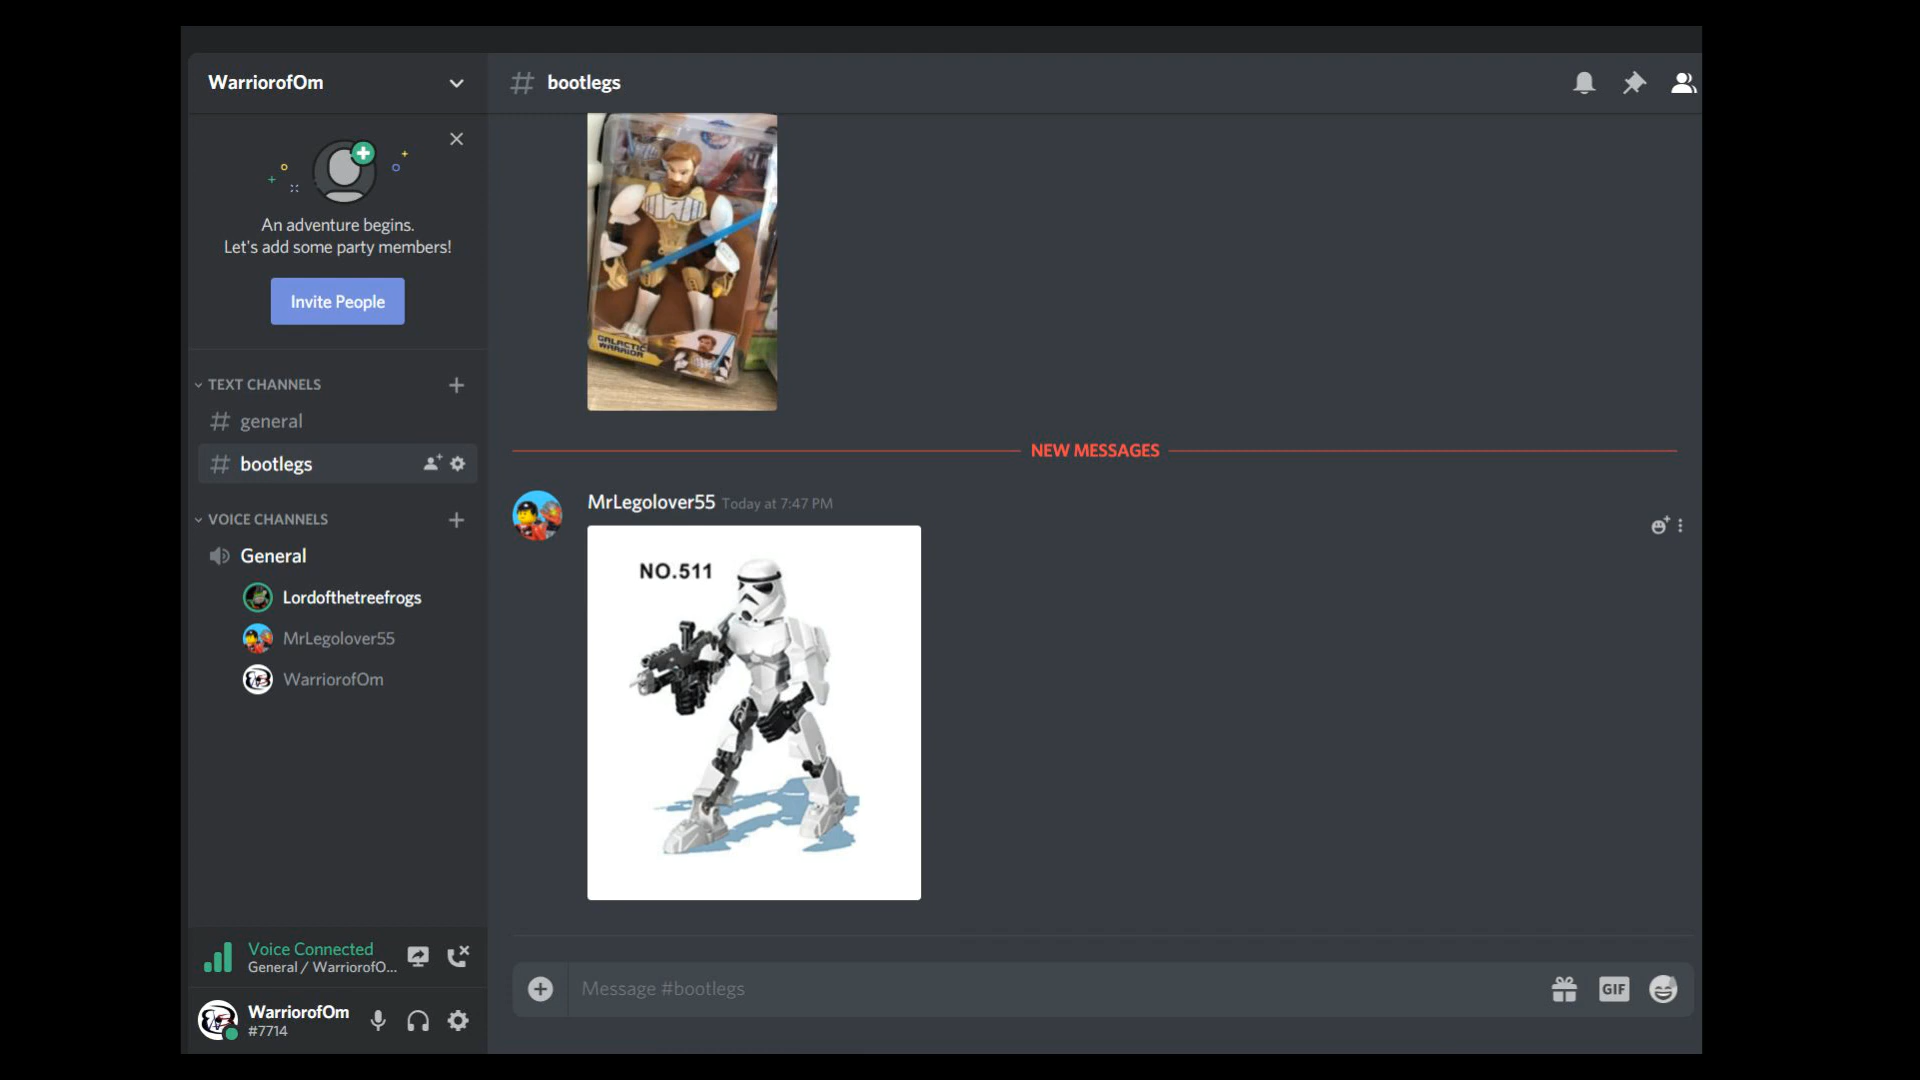 WarriorofOm
An adventure begins.
Let's add some party members!
Invite People
TEXT CHANNELS
general
bootlegs
VOICE CHANNELS
General
Lordofthetreefrogs
MrLegolover55
WarriorofOm
Voice Connected
General / WarriorofO...
WarriorofOm
#7714
# bootlegs
GALACTIC
WARRIOR
NEW MESSAGES
MrLegolover55 Today at 7:47 PM
NO.511
Message #bootlegs
GIF